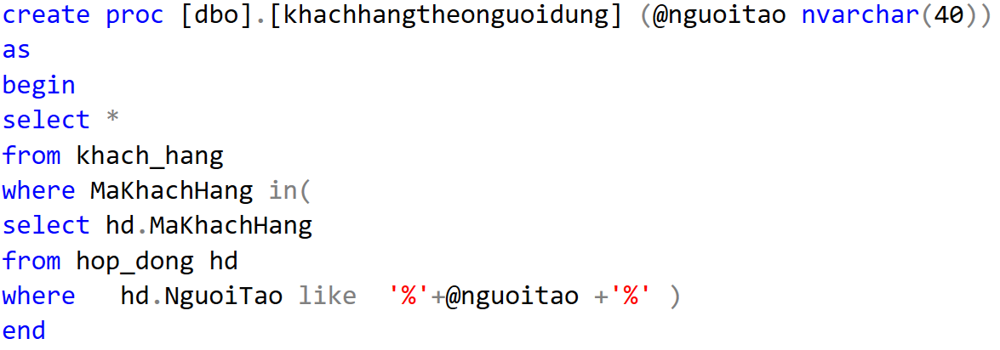 create proc [dbo].[khachhangtheonguoidung] (@nguoitao nvarchar(40))
as
begin
select *
from khach_hang
where MaKhachHang in(
select hd.MaKhachHang
from hop_dong hd
where   hd.NguoiTao like  '%'+@nguoitao +'%' )
end